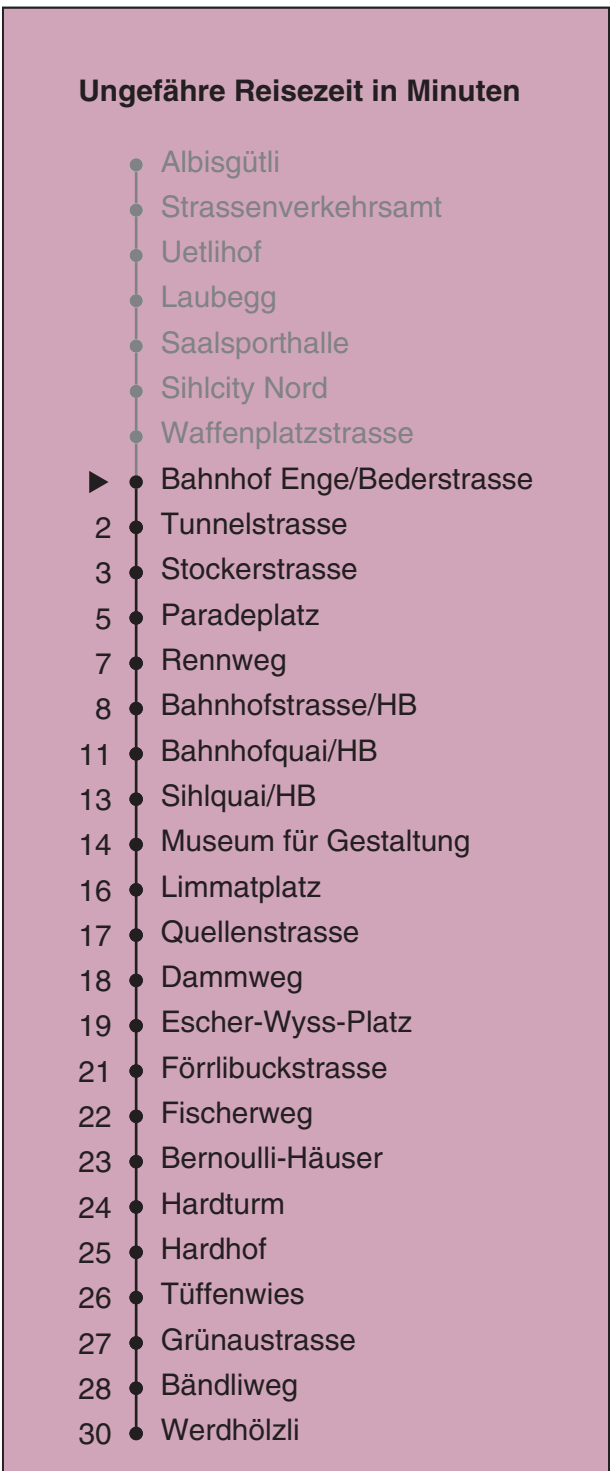 Ungefähre Reisezeit in Minuten
Albisgütli
Strassenverkehrsamt
Uetlihof
Laubegg
Saalsporthalle
Sihlcity Nord
Waffenplatzstrasse
Bahnhof Enge/Bederstrasse
2 Tunnelstrasse
3 Stockerstrasse
5 Paradeplatz
7 Rennweg
8 Bahnhofstrasse/HB
11 Bahnhofquai/HB
13 Sihlquai/HB
14 Museum für Gestaltung
16 Limmatplatz
17 Quellenstrasse
18 Dammweg
19 Escher-Wyss-Platz
21 Förrlibuckstrasse
22 Fischerweg
23 Bernoulli-Häuser
24 Hardturm
25 Hardhof
26 Tüffenwies
27 Grünaustrasse
28 Bändliweg
30 Werdhölzli